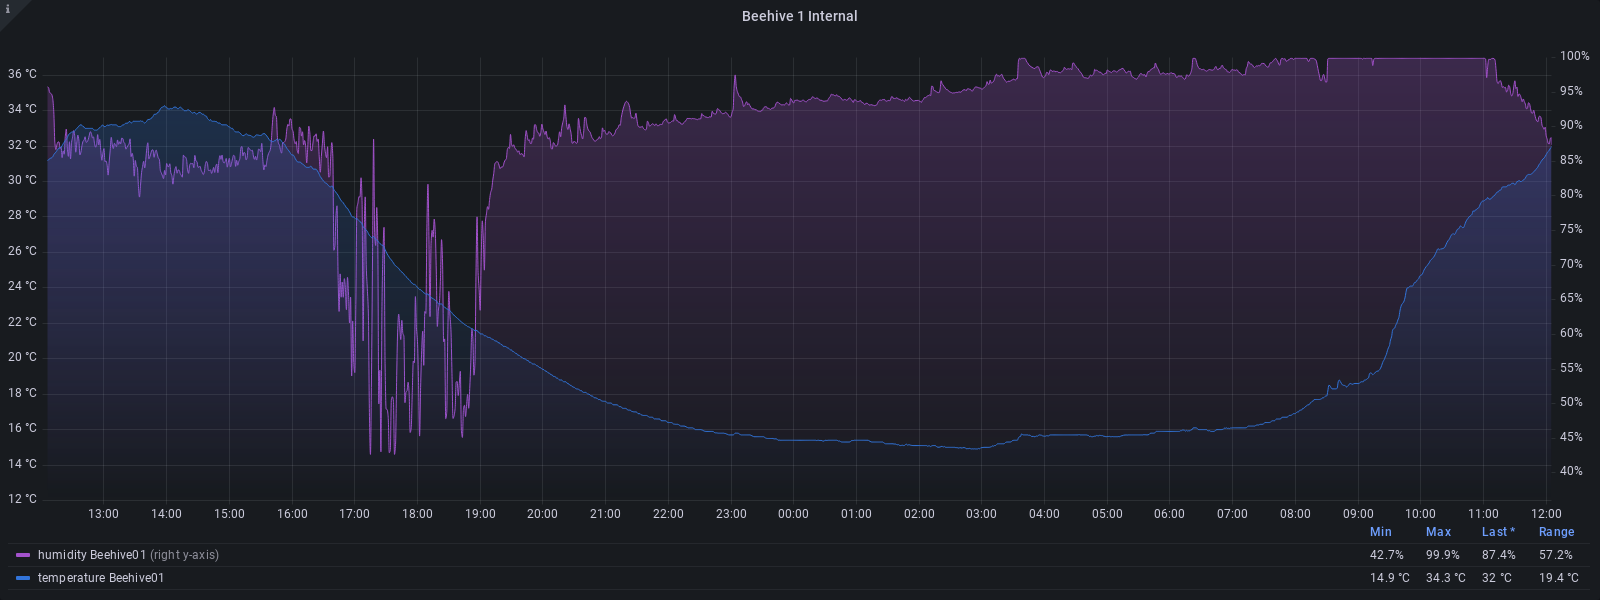 i
Beehive 1 Internal
36 °C
34 °C
32 °C
30 °C
28 °C
26 °C
24 °C
22 °C
20 °C
18 °C
16 °C
14 °C
12 °C
100%
95%
90%
85%
80%
75%
70%
65%
60%
55%
50%
45%
40%
13:00 14:00 15:00 16:00 17:00 18:00 19:00 20:00 21:00 22:00 23:00 00:00 01:00 02:00 03:00 04:00 05:00 06:00 07:00 08:00 09:00 10:00 11:00 12:00
Min Max Last * Range
humidity Beehive01 (right y-axis) 42.7% 99.9% 87.4% 57.2%
temperature Beehive01 14.9 °C 34.3 °C 32 °C 19.4 °C